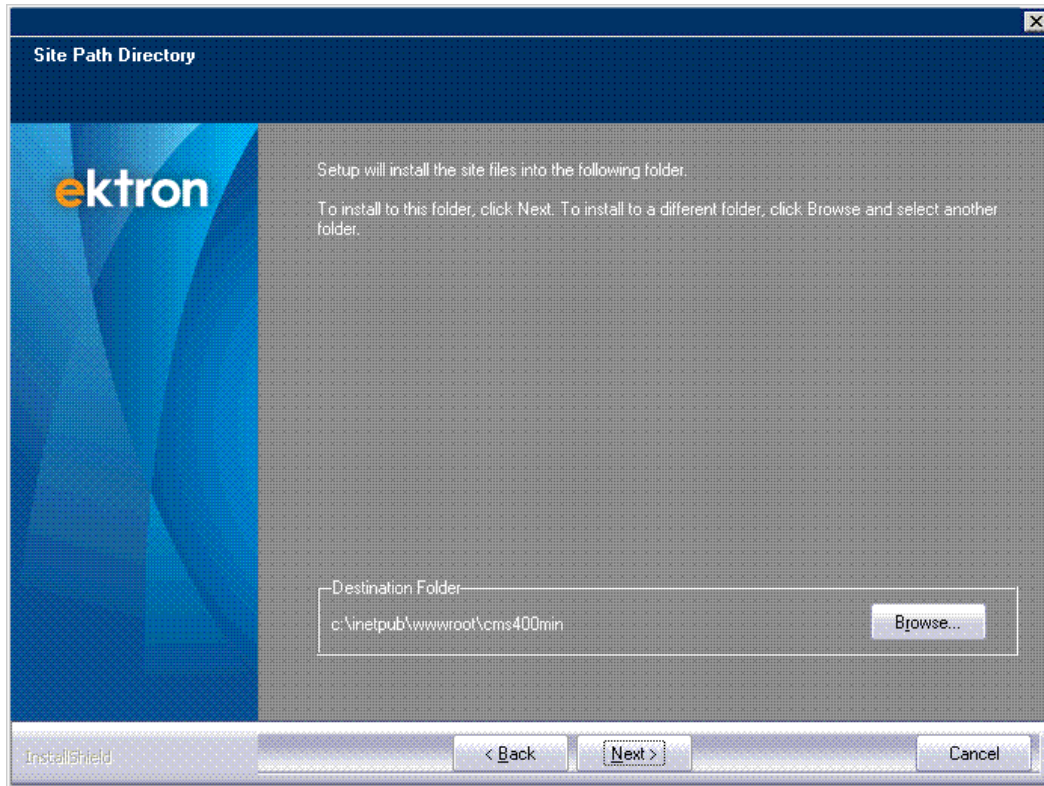 Site Path Directory
ektron
Setup will install the site files into the following folder.
To install to this folder, click Next. To install to a different folder, click Browse and select another
folder.
Destination Folder
c:\inetpub\wwwroot\cms400min
Browse...
InstallShield
< Back
Next >
Cancel